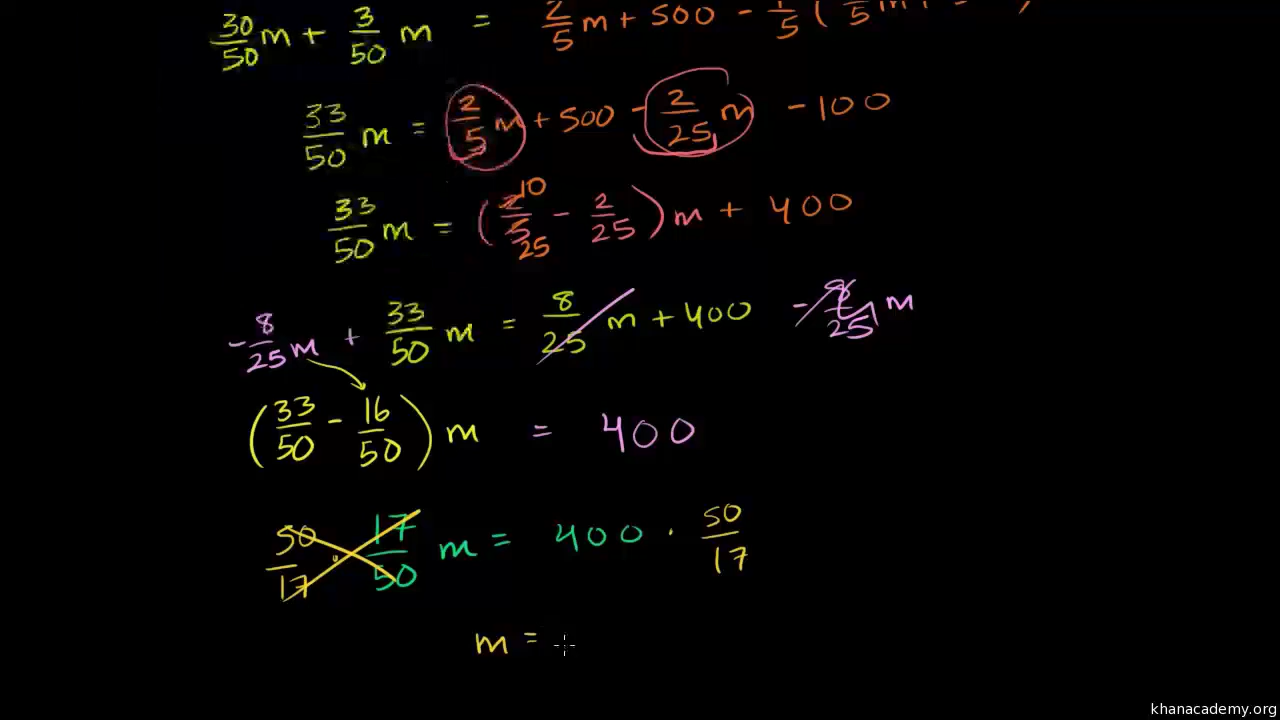 30/50 m + 3/50 m = 2/5 m + 500 - 1/5 (
33/50 m = 2/5 m + 500 - 2/25 m - 100
33/50 m = (2/5 10/25 - 2/25) m + 400
-8/25 m + 33/50 m = 8/25 m + 400 - 8/25 m
(33/50 - 16/50) m = 400
50/17 · 17/50 m = 400 · 50/17
m =
khanacademy.org